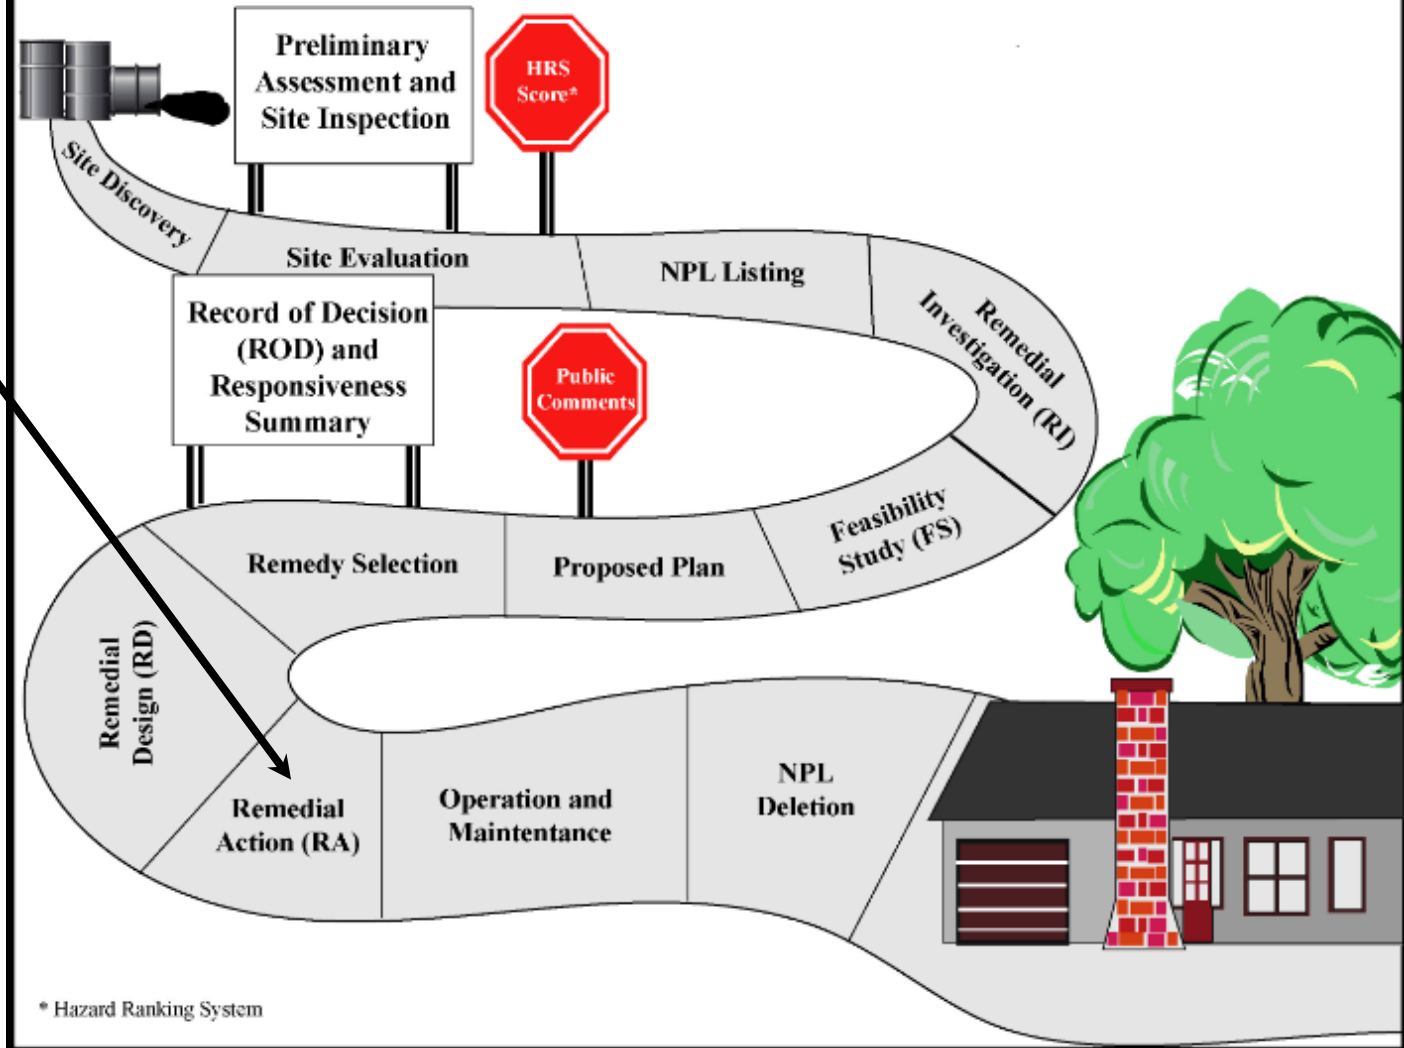 Preliminary
Assessment and
Site Inspection
HRS
Score*
Site Discovery
Site Evaluation
NPL Listing
Remedial
Investigation (RI)
Record of Decision
(ROD) and
Responsiveness
Summary
Public
Comments
Feasibility
Study (FS)
Proposed Plan
Remedy Selection
Remedial
Design (RD)
Remedial
Action (RA)
Operation and
Maintentance
NPL
Deletion
* Hazard Ranking System